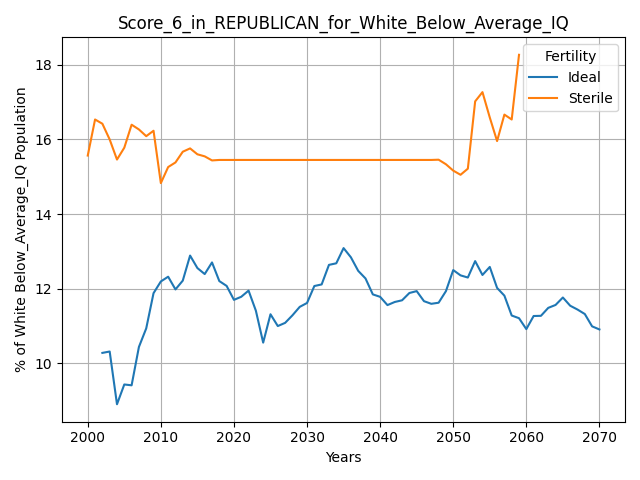 Score_6_in_REPUBLICAN_for_White_Below_Average_IQ
% of White Below_Average_IQ Population
18
16
14
12
10
Fertility
Ideal
Sterile
2000 2010 2020 2030 2040 2050 2060 2070
Years